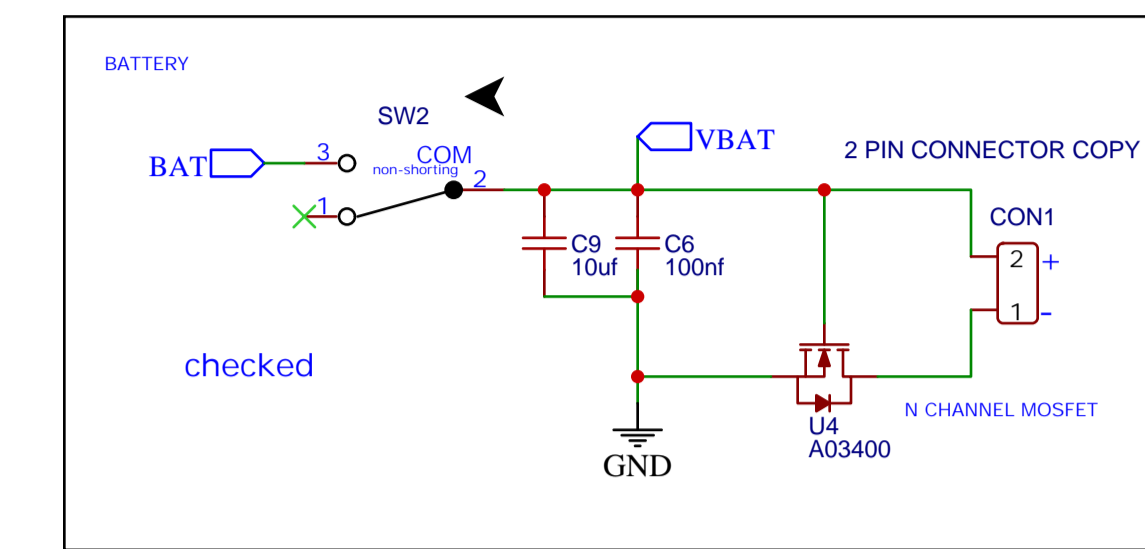 BATTERY
SW2
BAT
3
COM
non-shorting
2
1
VBAT
2 PIN CONNECTOR COPY
CON1
C9
10uf
C6
100nf
2
+
1
-
checked
N CHANNEL MOSFET
U4
A03400
GND